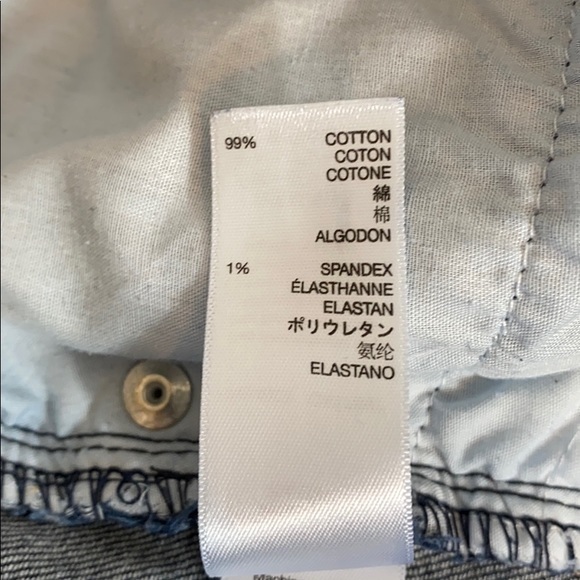 99% COTTON
COTON
COTONE
綿
棉
ALGODON
1% SPANDEX
ÉLASTHANNE
ELASTAN
ポリウレタン
氨纶
ELASTANO